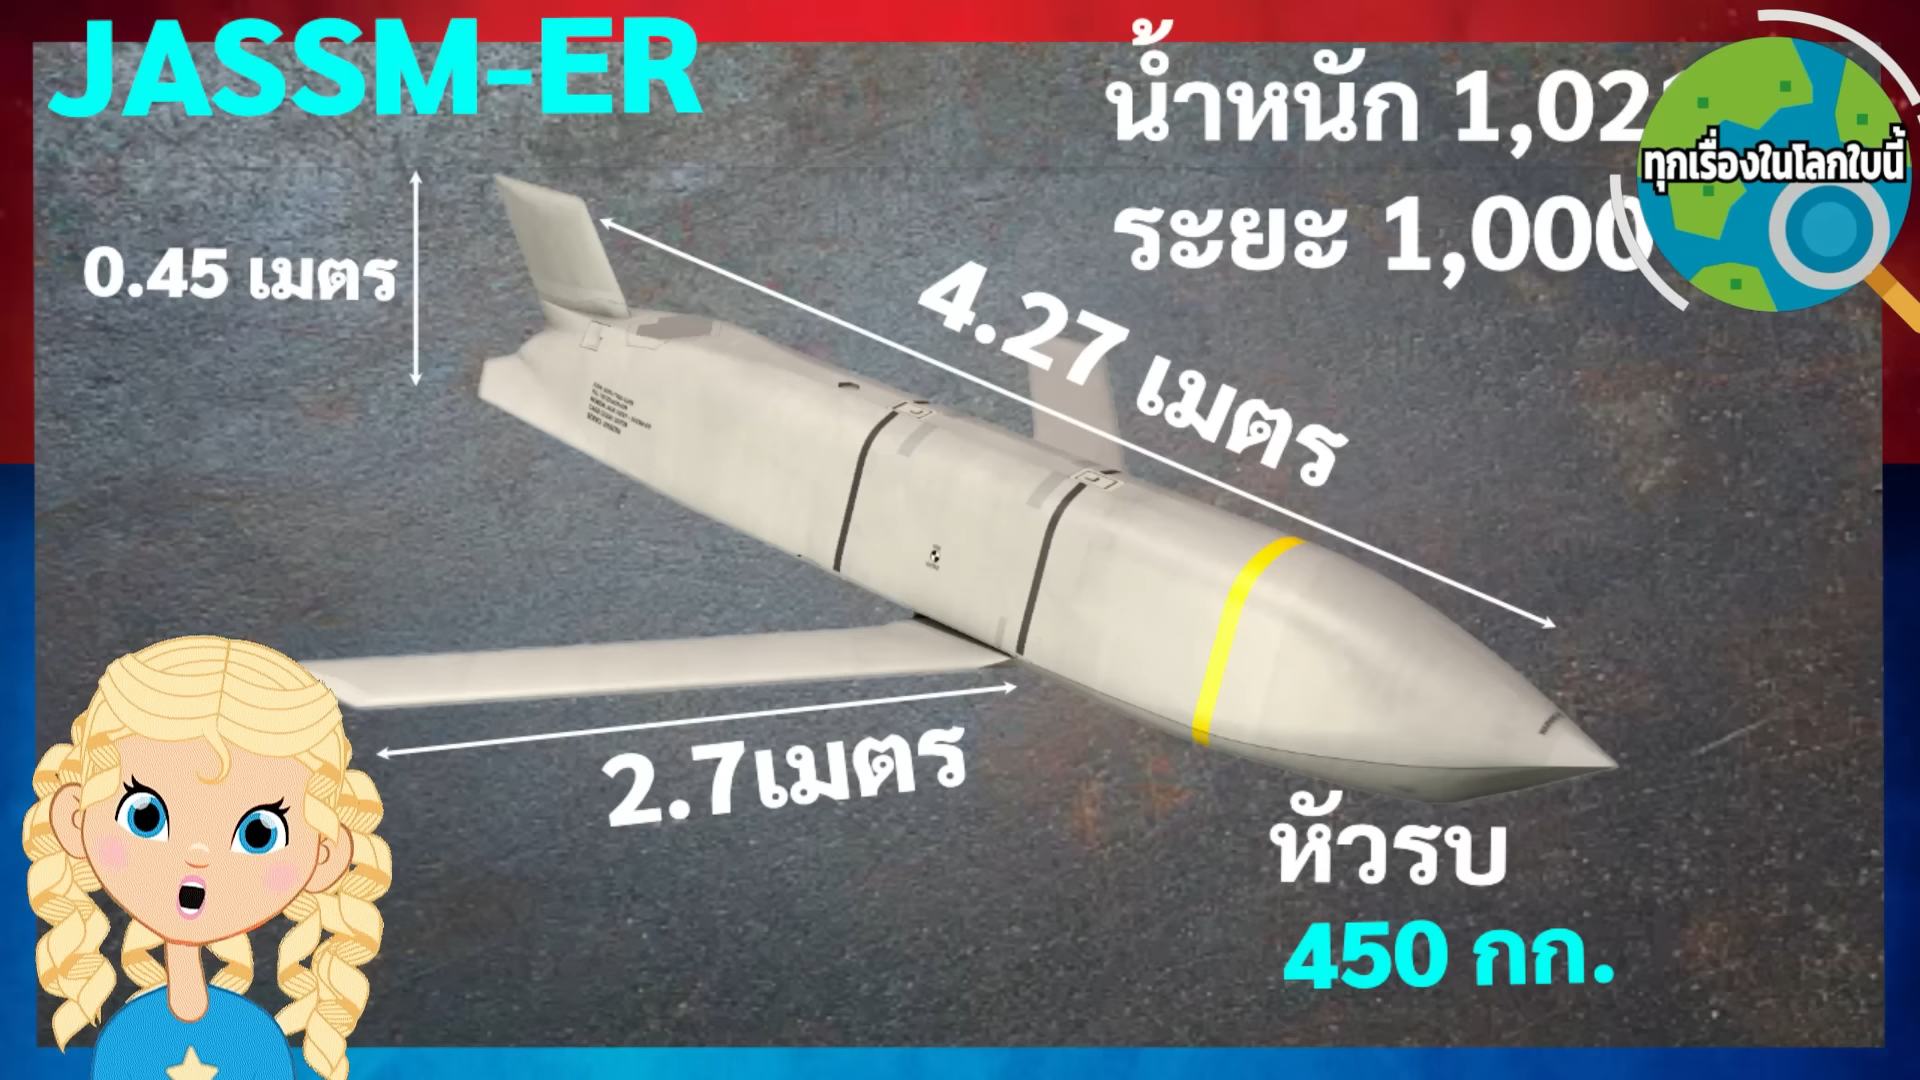 JASSM-ER
น้ำหนัก
ระยะ 1,000
ทุกเรื่องในโลกใบนี้
0.45 เมตร
4.27 เมตร
2.7เมตร
หัวรบ
450 กก.